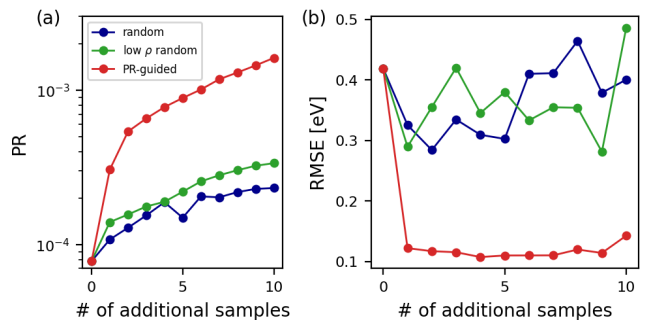 (a)
random
low ρ random
PR-guided
10⁻³
10⁻⁴
PR
0
5
10
# of additional samples
(b)
0.5
0.4
0.3
0.2
0.1
RMSE [eV]
0
5
10
# of additional samples